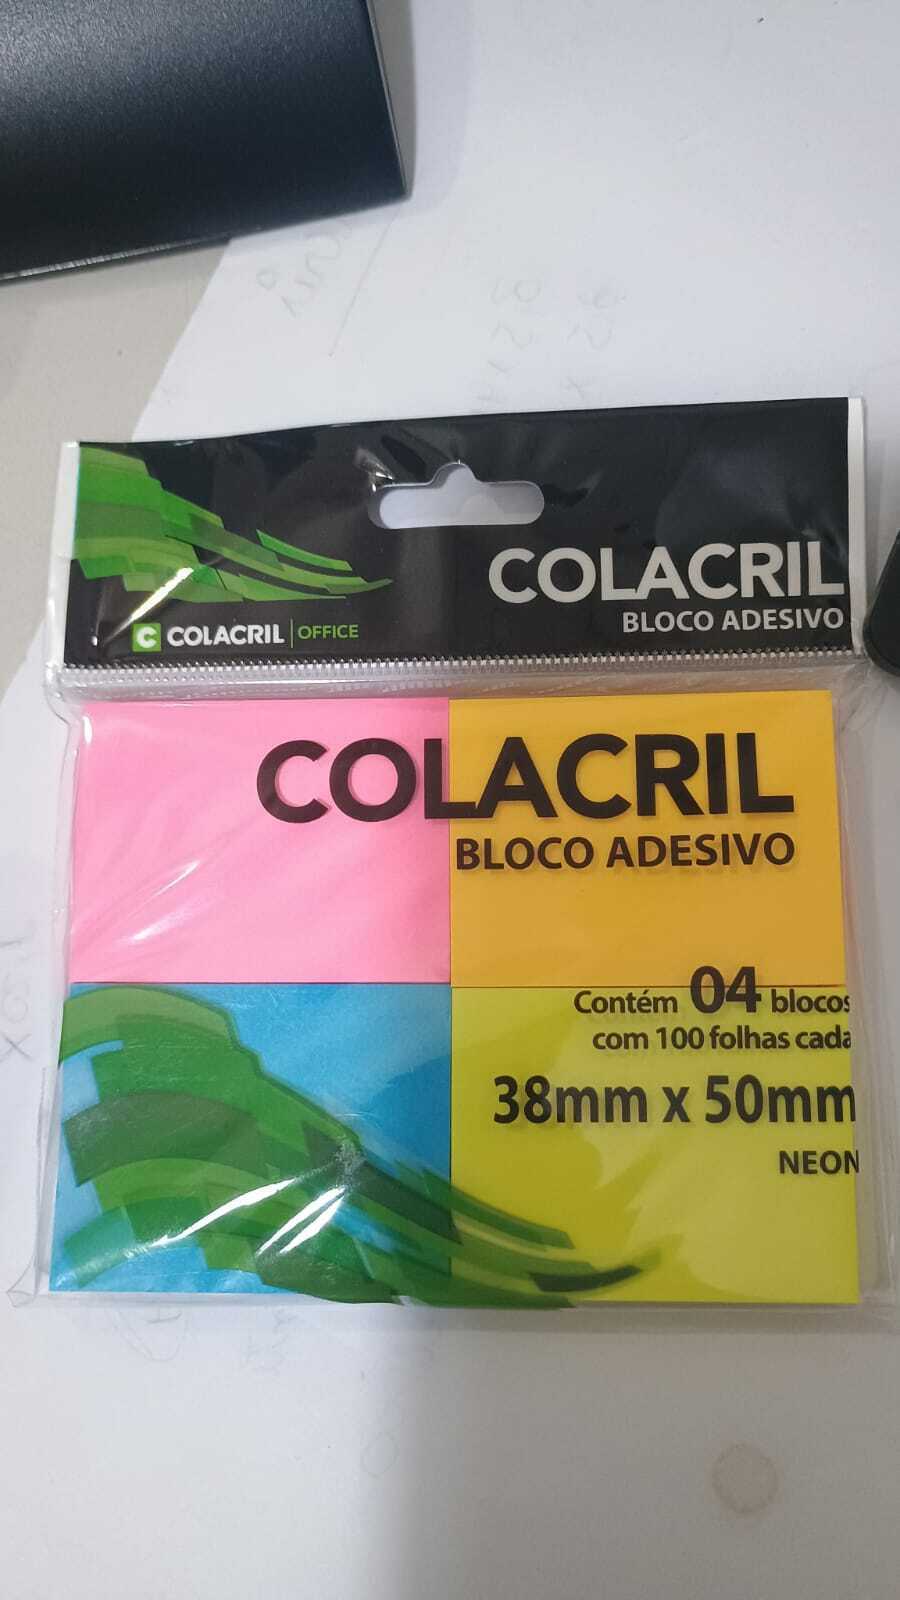 COLACRIL
BLOCO ADESIVO
C COLACRIL OFFICE
COLACRIL
BLOCO ADESIVO
Contém 04 blocos
com 100 folhas cada
38mm x 50mm
NEON